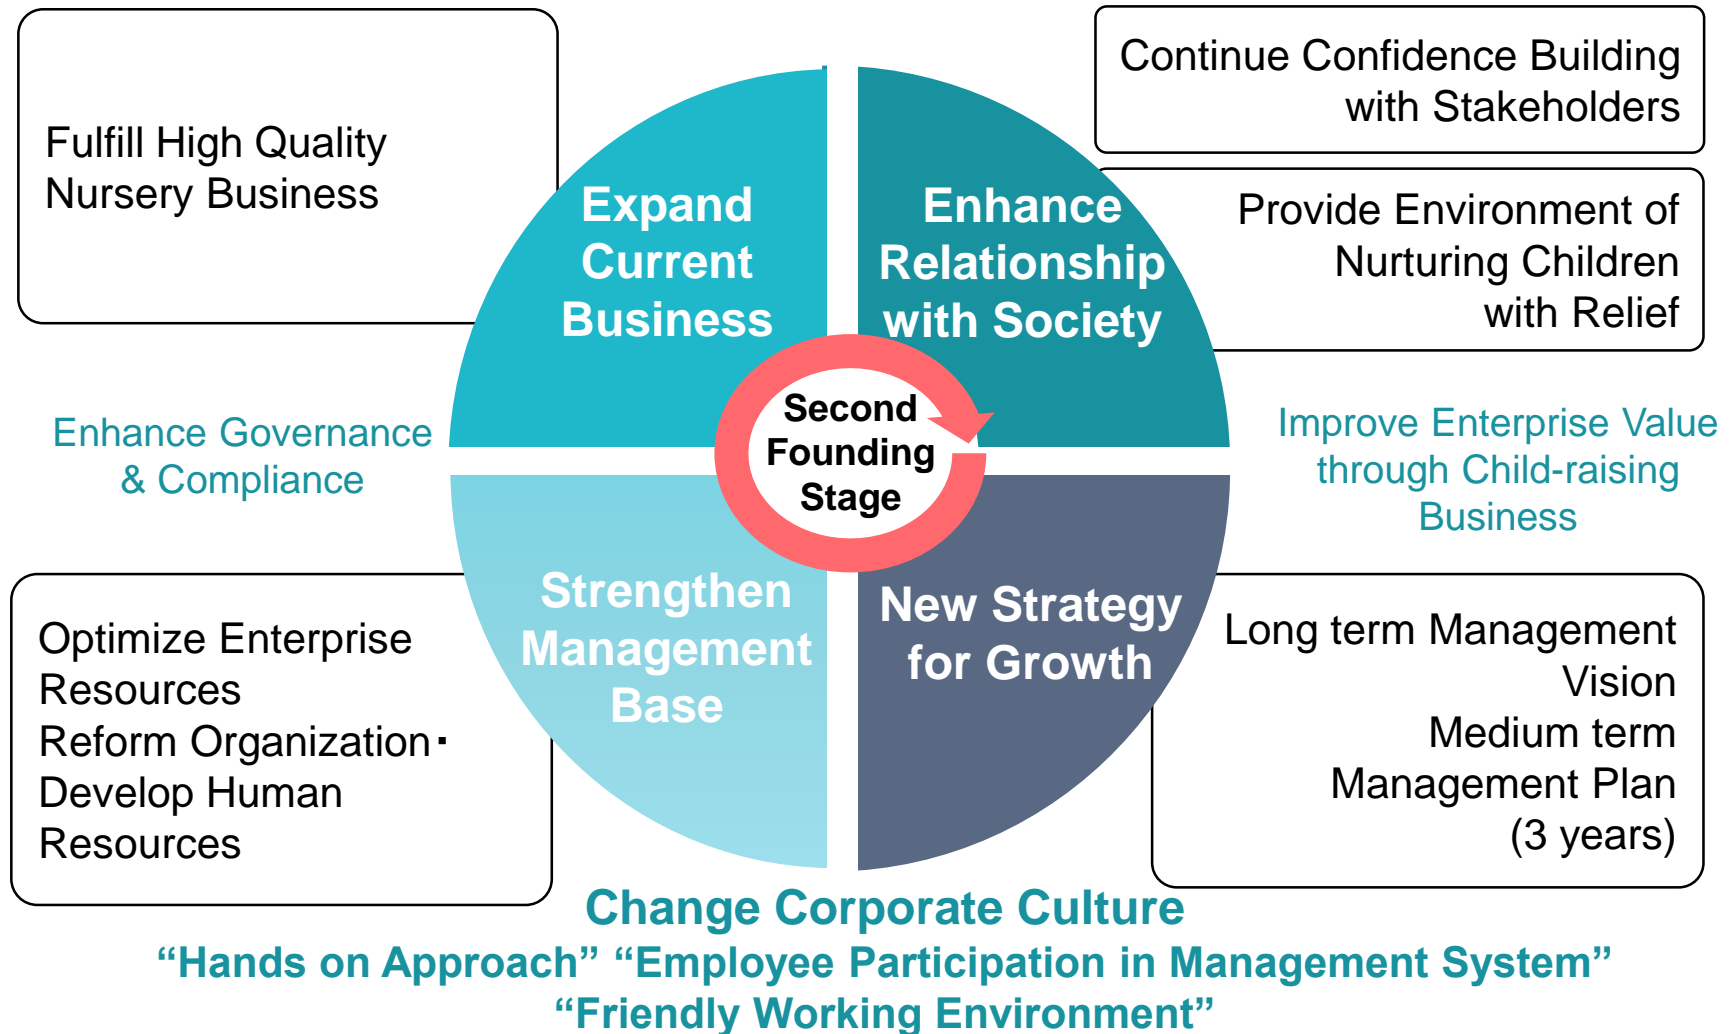 Fulfill High Quality
Nursery Business
Expand
Current
Business
Enhance
Relationship
with Society
Continue Confidence Building
with Stakeholders
Provide Environment of
Nurturing Children
with Relief
Enhance Governance
& Compliance
Second
Founding
Stage
Improve Enterprise Value
through Child-raising
Business
Optimize Enterprise
Resources
Reform Organization・
Develop Human
Resources
Strengthen
Management
Base
New Strategy
for Growth
Long term Management
Vision
Medium term
Management Plan
(3 years)
Change Corporate Culture
“Hands on Approach” “Employee Participation in Management System”
“Friendly Working Environment”